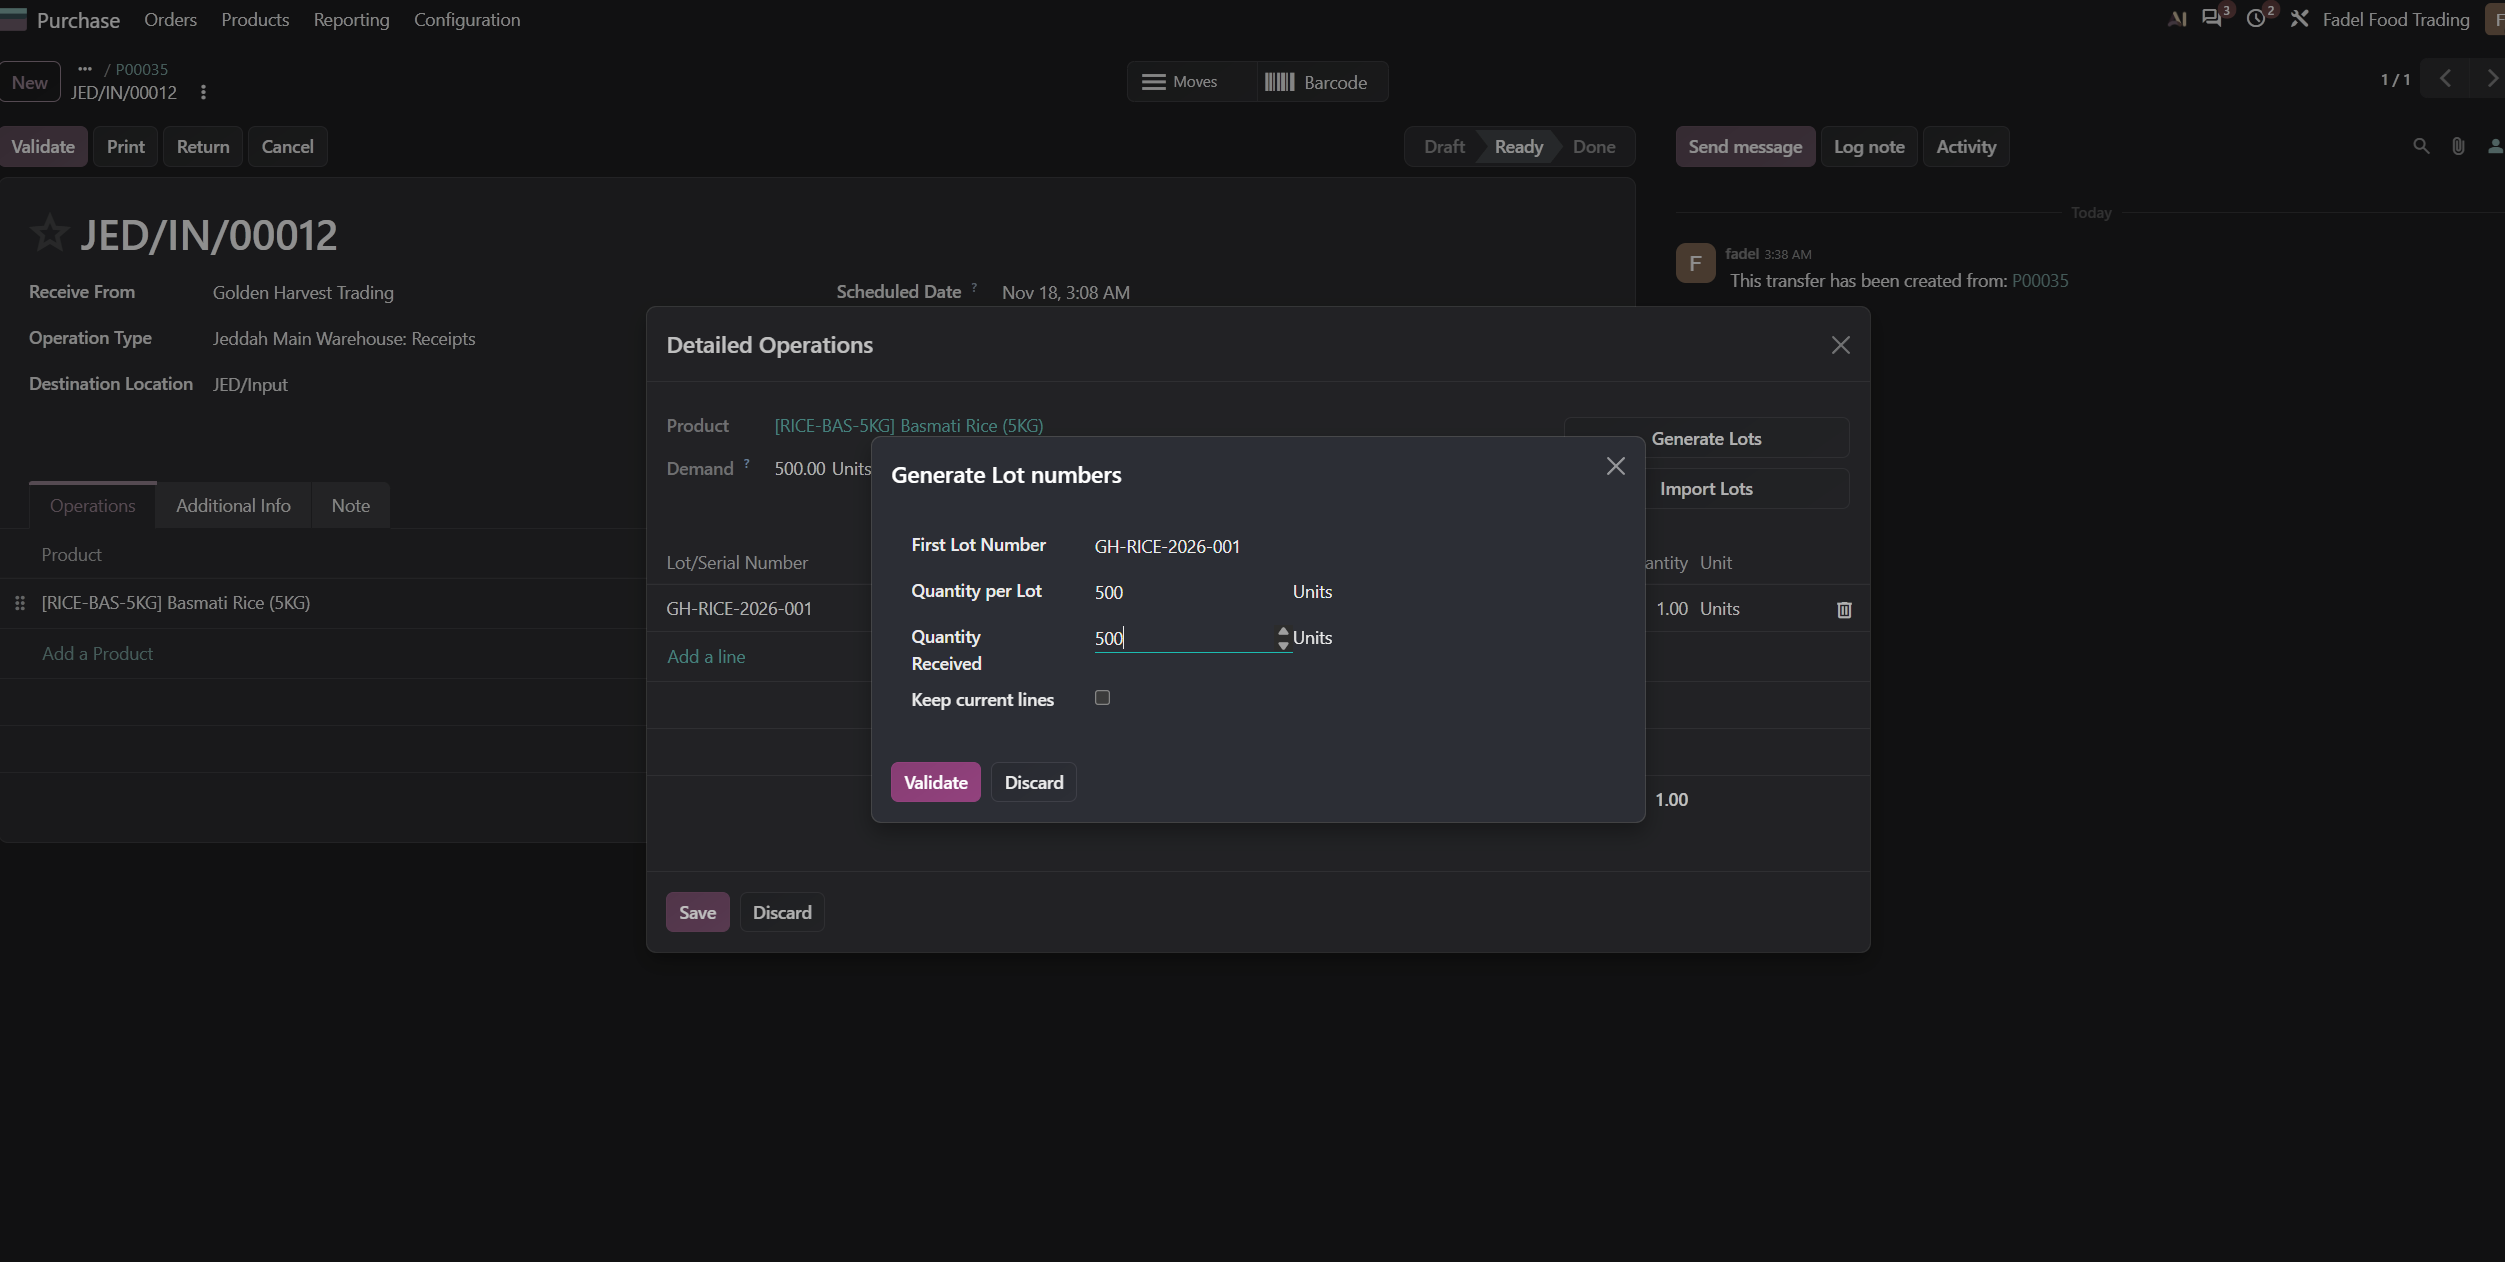 Purchase Orders Products Reporting Configuration
AI 3 2 Fadel Food Trading F
New ··· / P00035
JED/IN/00012
Moves Barcode
1 / 1
Validate Print Return Cancel
Draft Ready Done
Send message Log note Activity
JED/IN/00012
Today
Receive From Golden Harvest Trading
Scheduled Date ? Nov 18, 3:08 AM
F fadel 3:38 AM
This transfer has been created from: P00035
Operation Type Jeddah Main Warehouse: Receipts
Destination Location JED/Input
Operations Additional Info Note
Product
[RICE-BAS-5KG] Basmati Rice (5KG)
Add a Product
Detailed Operations
Product [RICE-BAS-5KG] Basmati Rice (5KG)
Demand ? 500.00 Units
Generate Lots
Import Lots
Lot/Serial Number antity Unit
GH-RICE-2026-001 1.00 Units
Add a line
1.00
Save Discard
Generate Lot numbers
First Lot Number GH-RICE-2026-001
Quantity per Lot 500 Units
Quantity
Received 500 Units
Keep current lines
Validate Discard